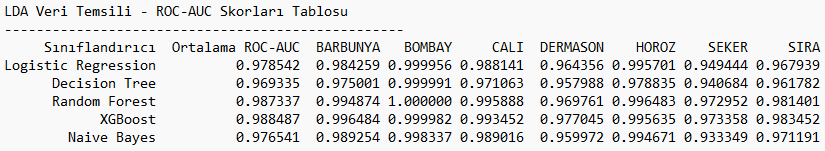 LDA Veri Temsili - ROC-AUC Skorları Tablosu
--------------------------------------------------
Sınıflandırıcı Ortalama ROC-AUC BARBUNYA BOMBAY CALI DERMASON HOROZ SEKER SIRA
Logistic Regression 0.978542 0.984259 0.999956 0.988141 0.964356 0.995701 0.949444 0.967939
Decision Tree 0.969335 0.975001 0.999991 0.971063 0.957988 0.978835 0.940684 0.961782
Random Forest 0.987337 0.994874 1.000000 0.995888 0.969761 0.996483 0.972952 0.981401
XGBoost 0.988487 0.996484 0.999982 0.993452 0.977045 0.995635 0.973358 0.983452
Naive Bayes 0.976541 0.989254 0.998337 0.989016 0.959972 0.994671 0.933349 0.971191